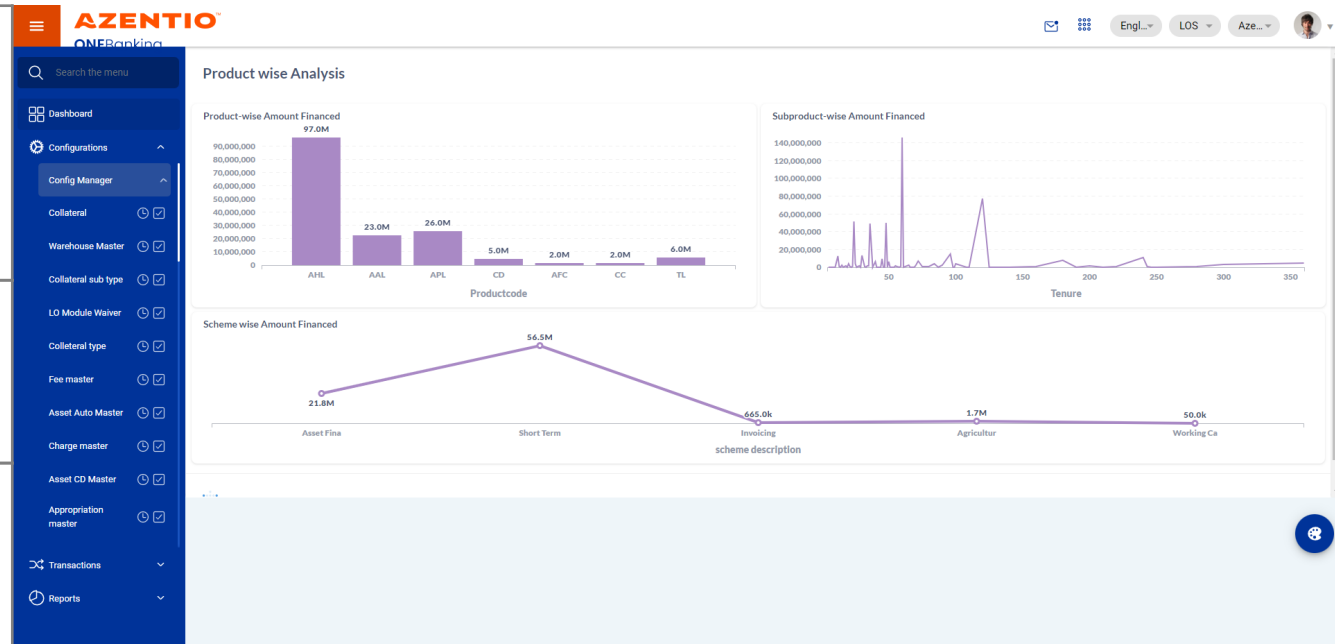 AZENTIO
ONEBanking
Engl...
LOS
Aze...
Search the menu
Dashboard
Configurations
Config Manager
Collateral
Warehouse Master
Collateral sub type
LO Module Waiver
Colleteral type
Fee master
Asset Auto Master
Charge master
Asset CD Master
Appropriation
master
Transactions
Reports
Product wise Analysis
Product-wise Amount Financed
97.0M
90,000,000
80,000,000
70,000,000
60,000,000
50,000,000
40,000,000
30,000,000
20,000,000
10,000,000
0
23.0M
26.0M
5.0M
2.0M
2.0M
6.0M
AHL AAL APL CD AFC CC TL
Productcode
Subproduct-wise Amount Financed
140,000,000
120,000,000
100,000,000
80,000,000
60,000,000
40,000,000
20,000,000
0
50 100 150 200 250 300 350
Tenure
Scheme wise Amount Financed
56.5M
21.8M
665.0k
1.7M
50.0k
Asset Fina Short Term Invoicing Agricultur Working Ca
scheme description